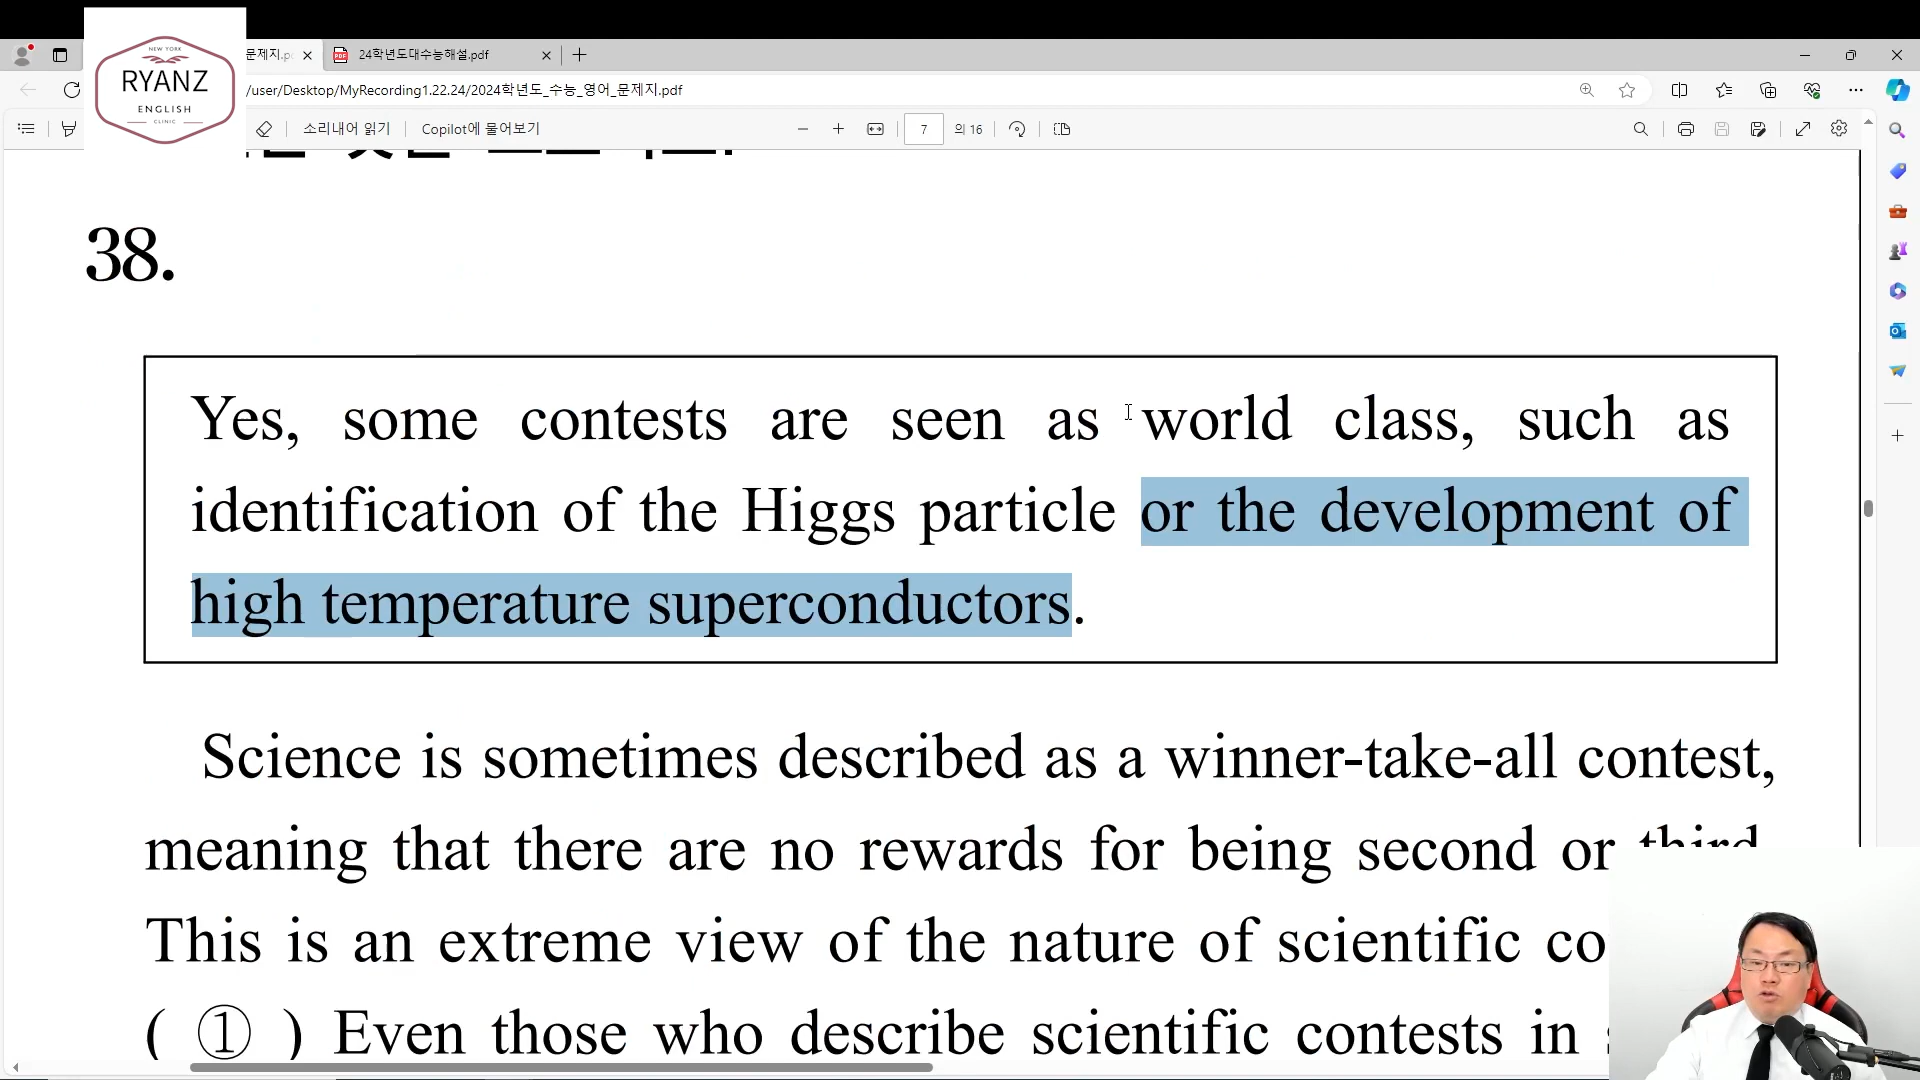 NEW YORK
RYANZ
ENGLISH
CLINIC
문제지.p
24학년도대수능해설.pdf
/user/Desktop/MyRecording1.22.24/2024학년도_수능_영어_문제지.pdf
소리내어 읽기
Copilot에 물어보기
7
의 16
38.
Yes, some contests are seen as world class, such as
identification of the Higgs particle or the development of
high temperature superconductors.
Science is sometimes described as a winner-take-all contest,
meaning that there are no rewards for being second or third.
This is an extreme view of the nature of scientific co
( ① ) Even those who describe scientific contests in